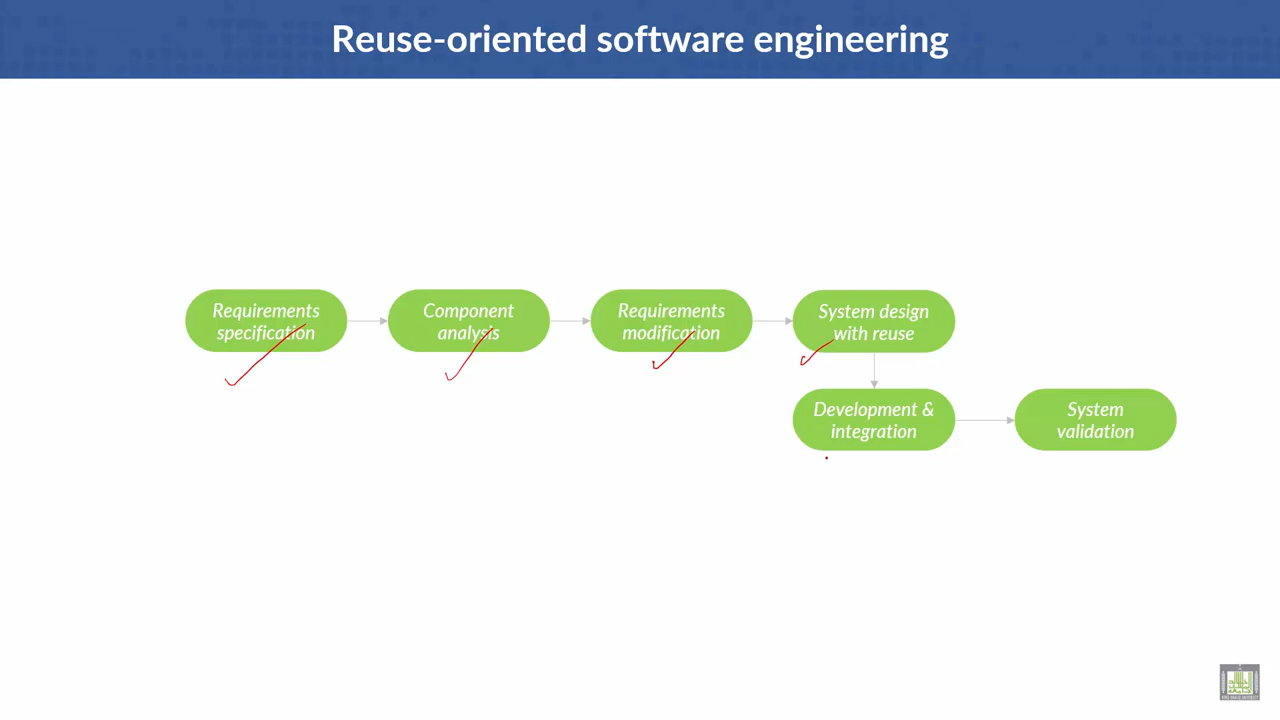 Reuse-oriented software engineering
Requirements
specification
Component
analysis
Requirements
modification
System design
with reuse
Development &
integration
System
validation